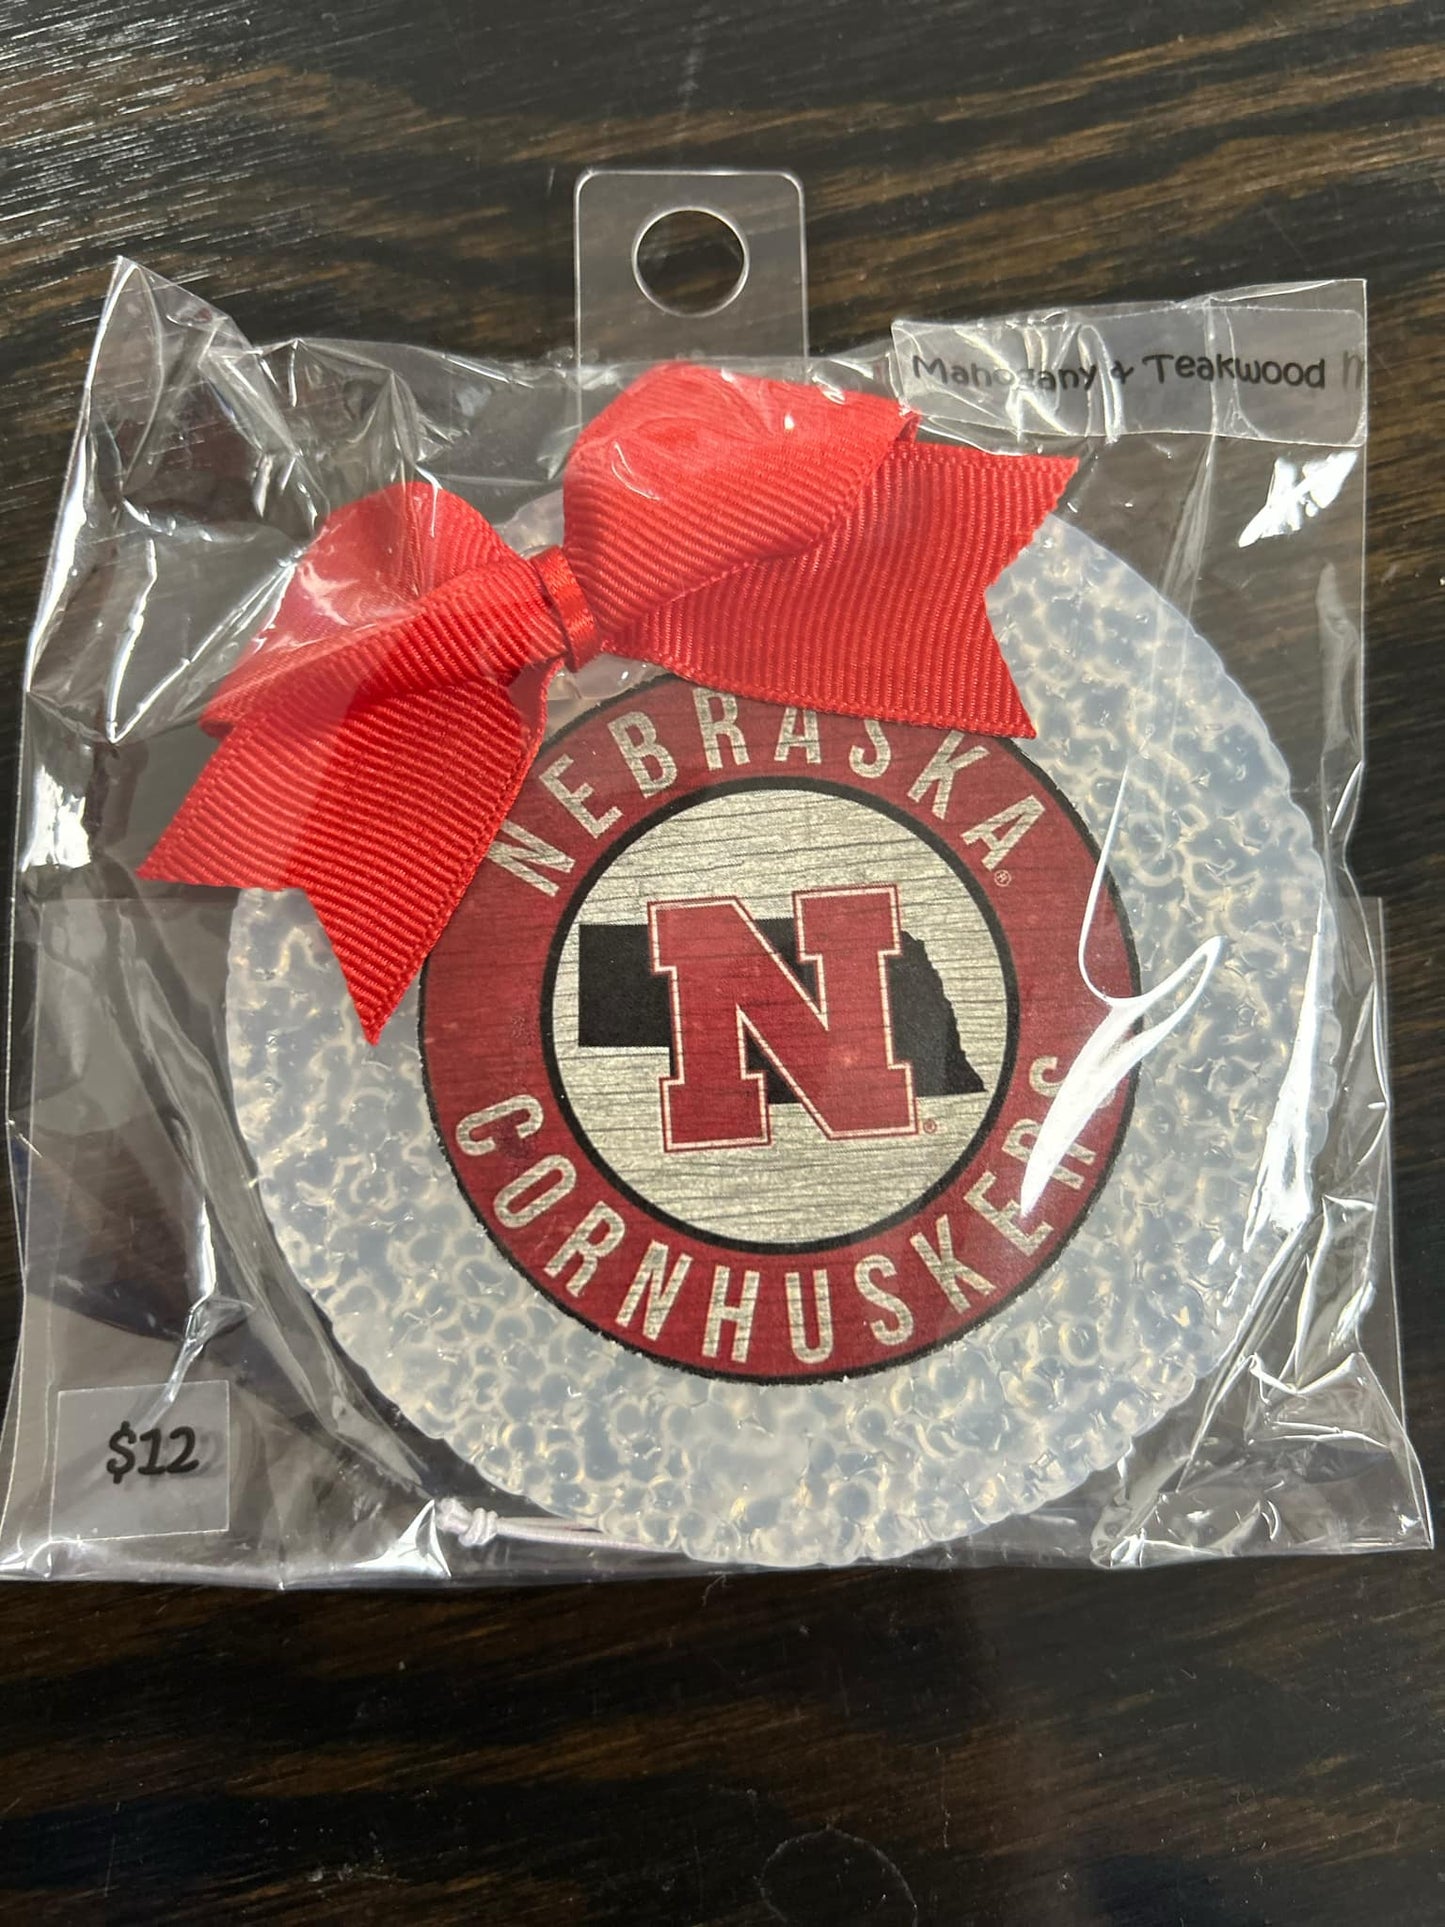 Mahogany & Teakwood
NEBRASKA
®
N
®
CORNHUSKERS
$12